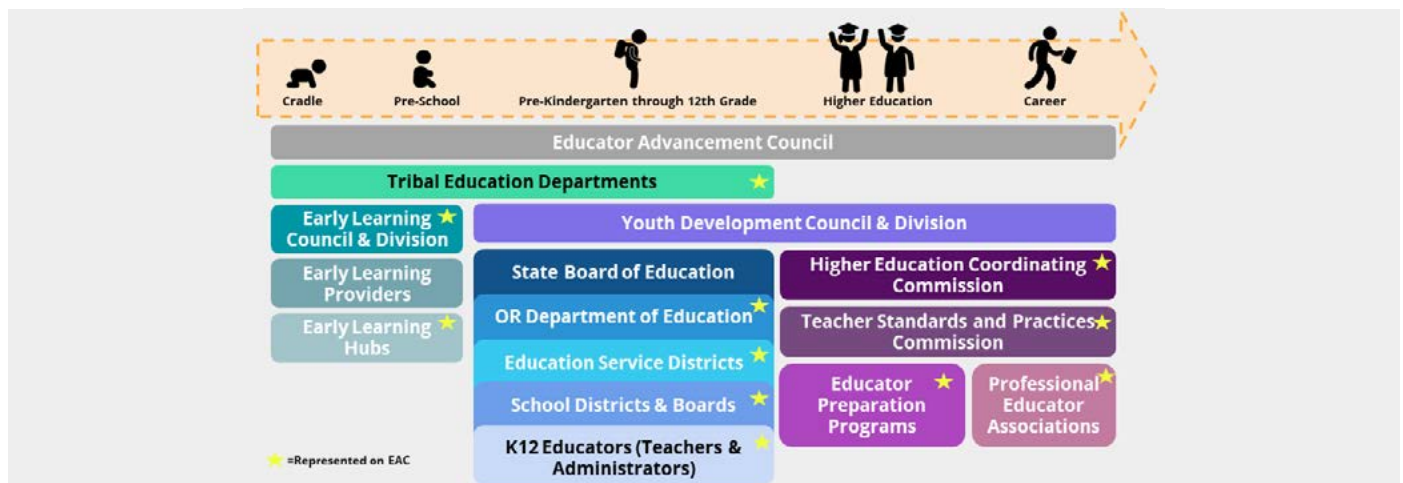 Cradle
Pre-School
Pre-Kindergarten through 12th Grade
Higher Education
Career
Educator Advancement Council
Tribal Education Departments
Early Learning
Council & Division
Youth Development Council & Division
Early Learning
Providers
Early Learning
Hubs
State Board of Education
OR Department of Education
Education Service Districts
School Districts & Boards
K12 Educators (Teachers &
Administrators)
Higher Education Coordinating
Commission
Teacher Standards and Practices
Commission
Educator
Preparation
Programs
Professional
Educator
Associations
=Represented on EAC